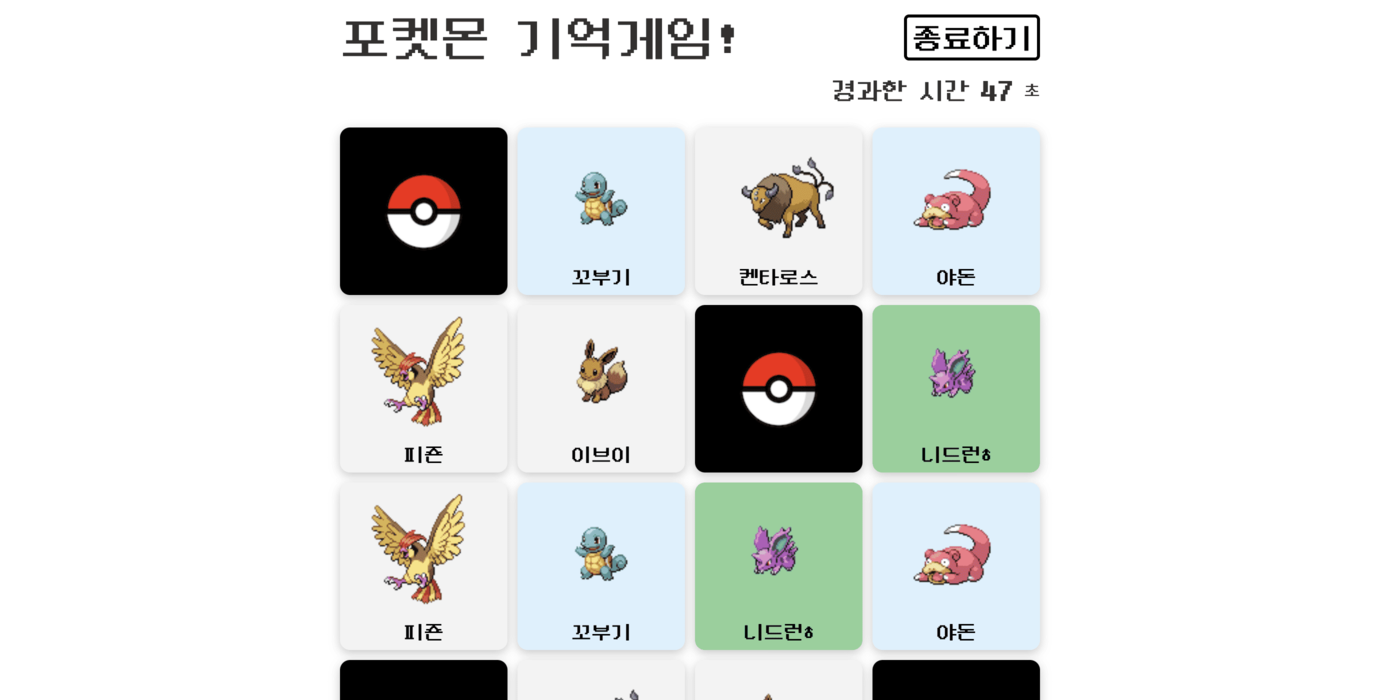 포켓몬 기억게임!
종료하기
경과한 시간 47 초
꼬부기
켄타로스
야돈
피죤
이브이
니드런♂
피죤
꼬부기
니드런♂
야돈